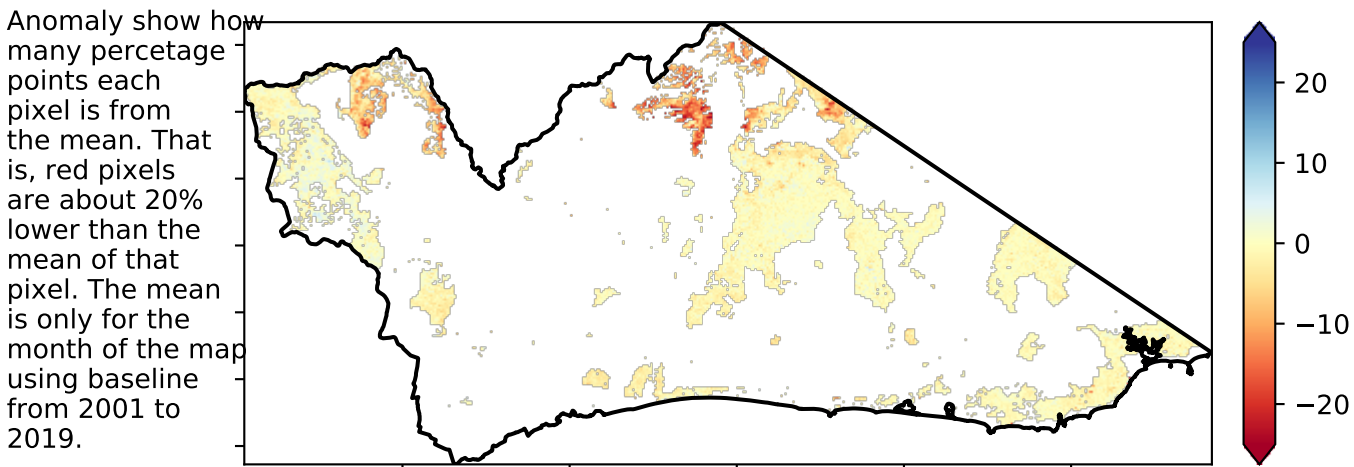 Anomaly show how
many percetage
points each
pixel is from
the mean. That
is, red pixels
are about 20%
lower than the
mean of that
pixel. The mean
is only for the
month of the map
using baseline
from 2001 to
2019.
20
10
0
−10
−20